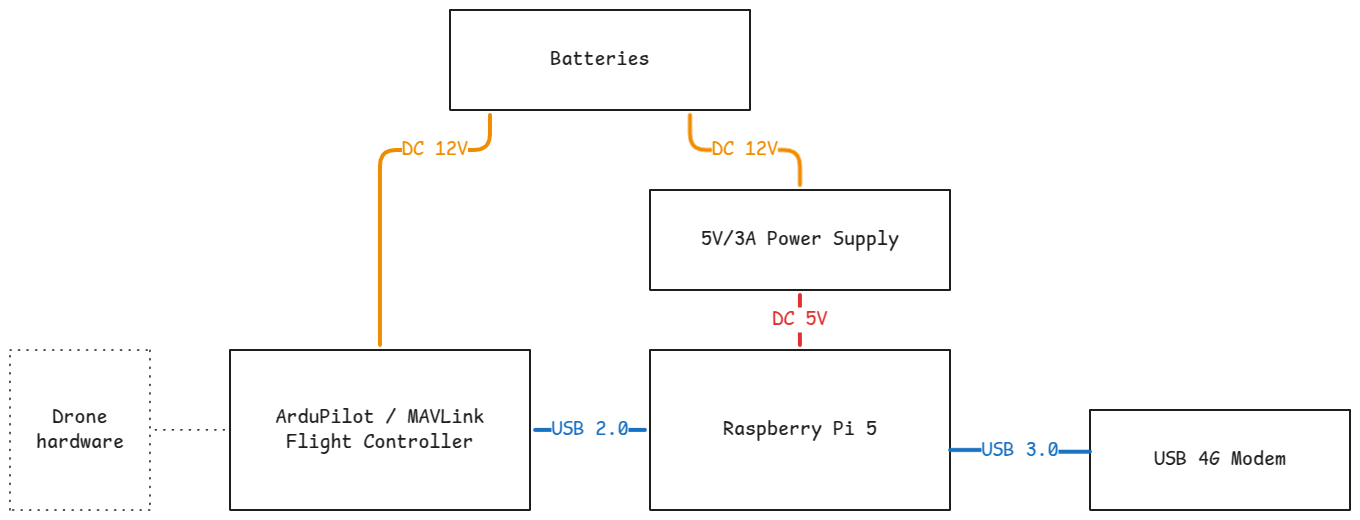 Batteries
DC 12V
DC 12V
5V/3A Power Supply
DC 5V
Drone
hardware
ArduPilot / MAVLink
Flight Controller
USB 2.0
Raspberry Pi 5
USB 3.0
USB 4G Modem